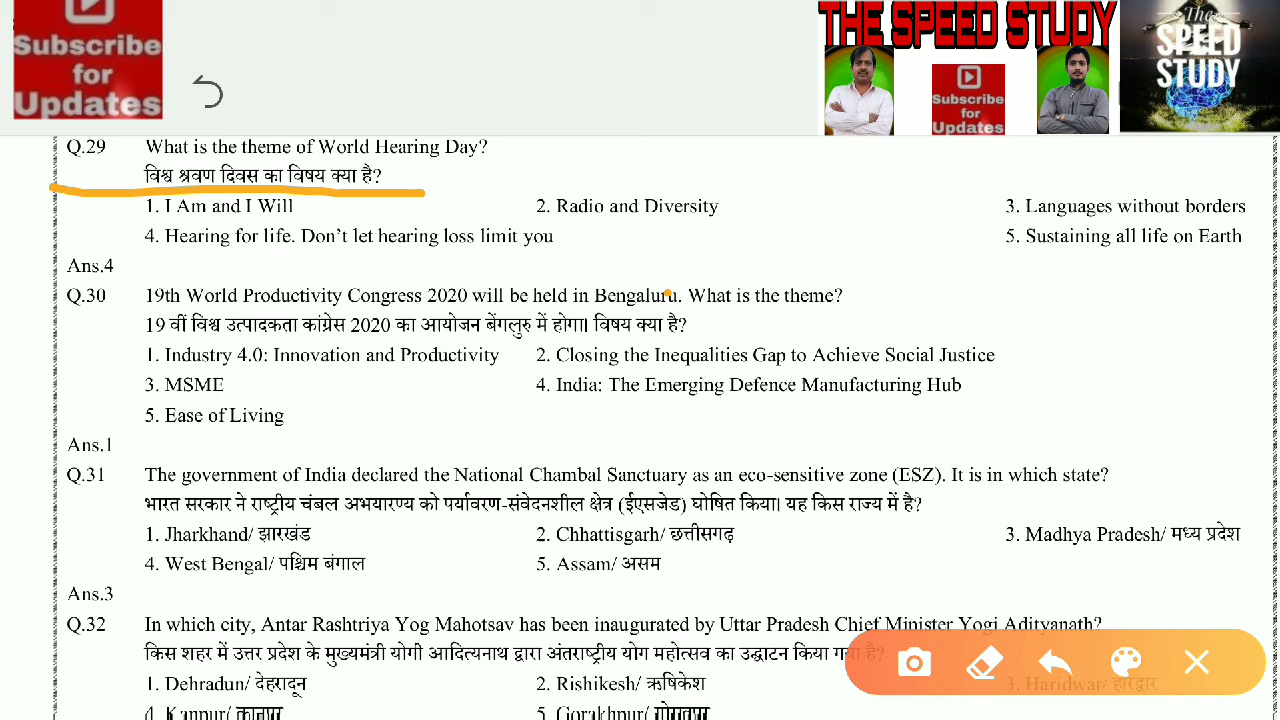 Subscribe
for
Updates
THE SPEED STUDY
Subscribe
for
Updates
The
SPEED
STUDY
Q.29 What is the theme of World Hearing Day?
विश्व श्रवण दिवस का विषय क्या है?
1. I Am and I Will 2. Radio and Diversity 3. Languages without borders
4. Hearing for life. Don’t let hearing loss limit you 5. Sustaining all life on Earth
Ans.4
Q.30 19th World Productivity Congress 2020 will be held in Bengaluru. What is the theme?
19 वीं विश्व उत्पादकता कांग्रेस 2020 का आयोजन बेंगलुरु में होगा। विषय क्या है?
1. Industry 4.0: Innovation and Productivity 2. Closing the Inequalities Gap to Achieve Social Justice
3. MSME 4. India: The Emerging Defence Manufacturing Hub
5. Ease of Living
Ans.1
Q.31 The government of India declared the National Chambal Sanctuary as an eco-sensitive zone (ESZ). It is in which state?
भारत सरकार ने राष्ट्रीय चंबल अभयारण्य को पर्यावरण-संवेदनशील क्षेत्र (ईएसजेड) घोषित किया। यह किस राज्य में है?
1. Jharkhand/ झारखंड 2. Chhattisgarh/ छत्तीसगढ़ 3. Madhya Pradesh/ मध्य प्रदेश
4. West Bengal/ पश्चिम बंगाल 5. Assam/ असम
Ans.3
Q.32 In which city, Antar Rashtriya Yog Mahotsav has been inaugurated by Uttar Pradesh Chief Minister Yogi Adityanath?
किस शहर में उत्तर प्रदेश के मुख्यमंत्री योगी आदित्यनाथ द्वारा अंतराष्ट्रीय योग महोत्सव का उद्घाटन किया गया है?
1. Dehradun/ देहरादून 2. Rishikesh/ ऋषिकेश 3. Haridwar/ हरिद्वार
4. Kanpur/ कानपुर 5. Gorakhpur/ गोरखपुर